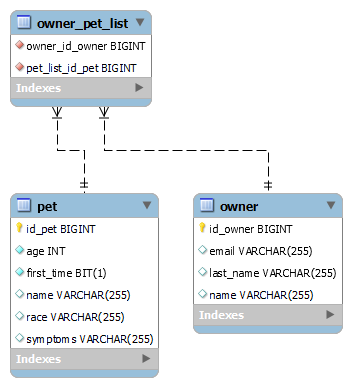 owner_pet_list
owner_id_owner BIGINT
pet_list_id_pet BIGINT
Indexes
pet
id_pet BIGINT
age INT
first_time BIT(1)
name VARCHAR(255)
race VARCHAR(255)
symptoms VARCHAR(255)
Indexes
owner
id_owner BIGINT
email VARCHAR(255)
last_name VARCHAR(255)
name VARCHAR(255)
Indexes